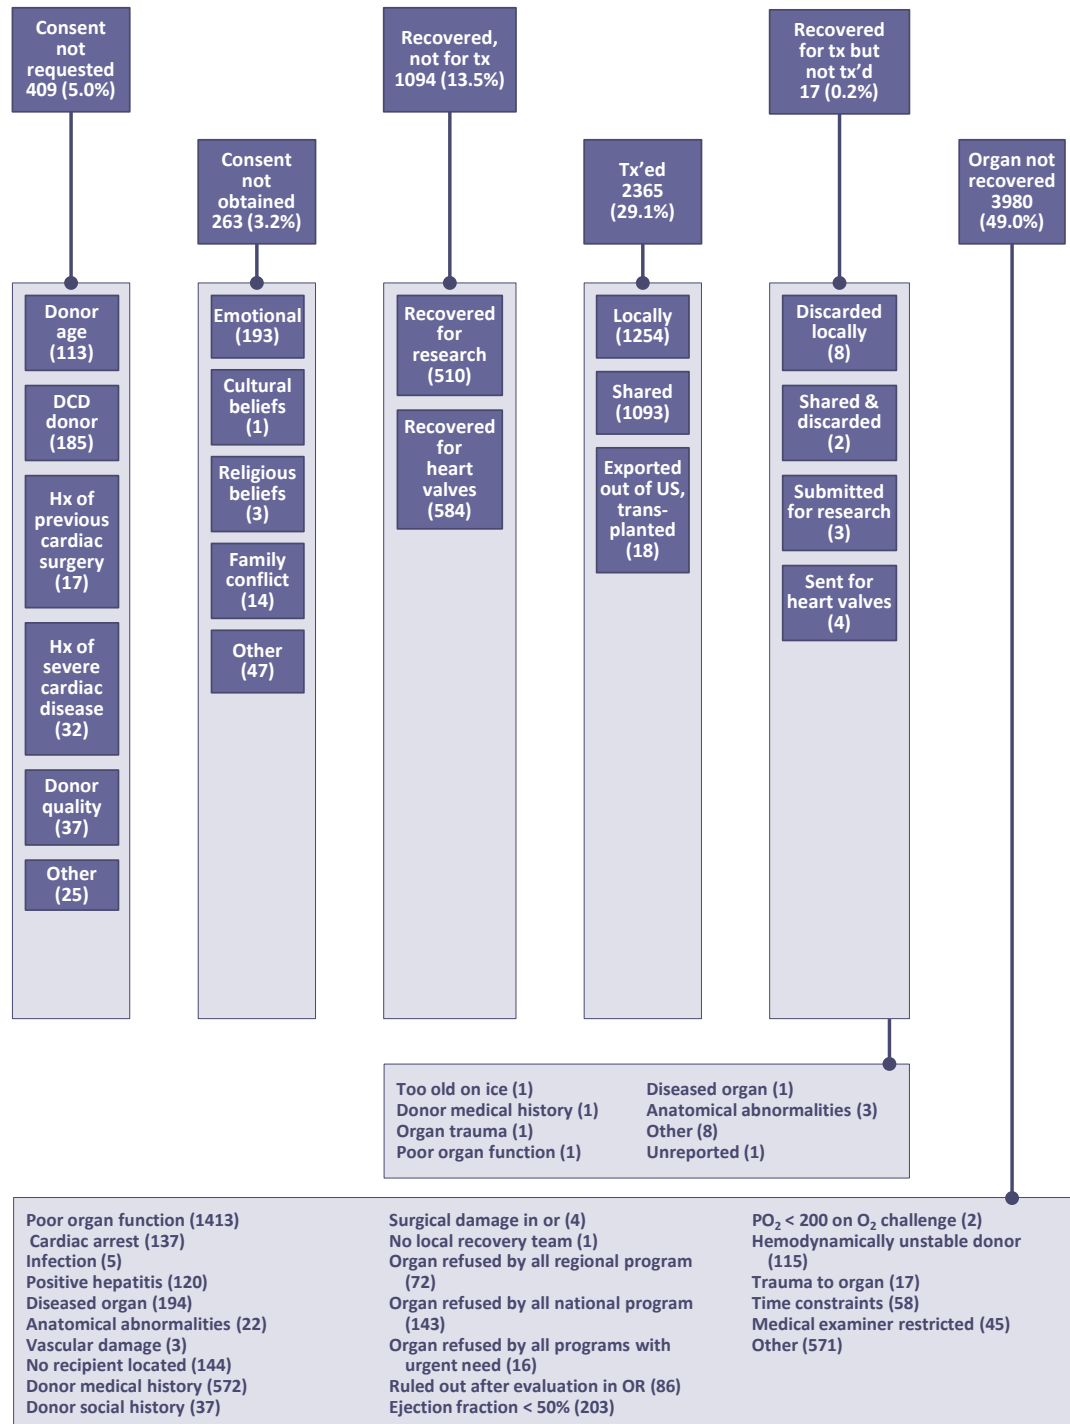 Consent
not
requested
409 (5.0%)
Donor
age
(113)
DCD
donor
(185)
Hx of
previous
cardiac
surgery
(17)
Hx of
severe
cardiac
disease
(32)
Donor
quality
(37)
Other
(25)
Consent
not
obtained
263 (3.2%)
Emotional
(193)
Cultural
beliefs
(1)
Religious
beliefs
(3)
Family
conflict
(14)
Other
(47)
Recovered,
not for tx
1094 (13.5%)
Recovered
for
research
(510)
Recovered
for
heart
valves
(584)
Tx’ed
2365
(29.1%)
Locally
(1254)
Shared
(1093)
Exported
out of US,
trans-
planted
(18)
Recovered
for tx but
not tx’d
17 (0.2%)
Discarded
locally
(8)
Shared &
discarded
(2)
Submitted
for research
(3)
Sent for
heart valves
(4)
Organ not
recovered
3980
(49.0%)
Too old on ice (1)
Donor medical history (1)
Organ trauma (1)
Poor organ function (1)
Diseased organ (1)
Anatomical abnormalities (3)
Other (8)
Unreported (1)
Poor organ function (1413)
Cardiac arrest (137)
Infection (5)
Positive hepatitis (120)
Diseased organ (194)
Anatomical abnormalities (22)
Vascular damage (3)
No recipient located (144)
Donor medical history (572)
Donor social history (37)
Surgical damage in or (4)
No local recovery team (1)
Organ refused by all regional program
(72)
Organ refused by all national program
(143)
Organ refused by all programs with
urgent need (16)
Ruled out after evaluation in OR (86)
Ejection fraction < 50% (203)
PO₂ < 200 on O₂ challenge (2)
Hemodynamically unstable donor
(115)
Trauma to organ (17)
Time constraints (58)
Medical examiner restricted (45)
Other (571)